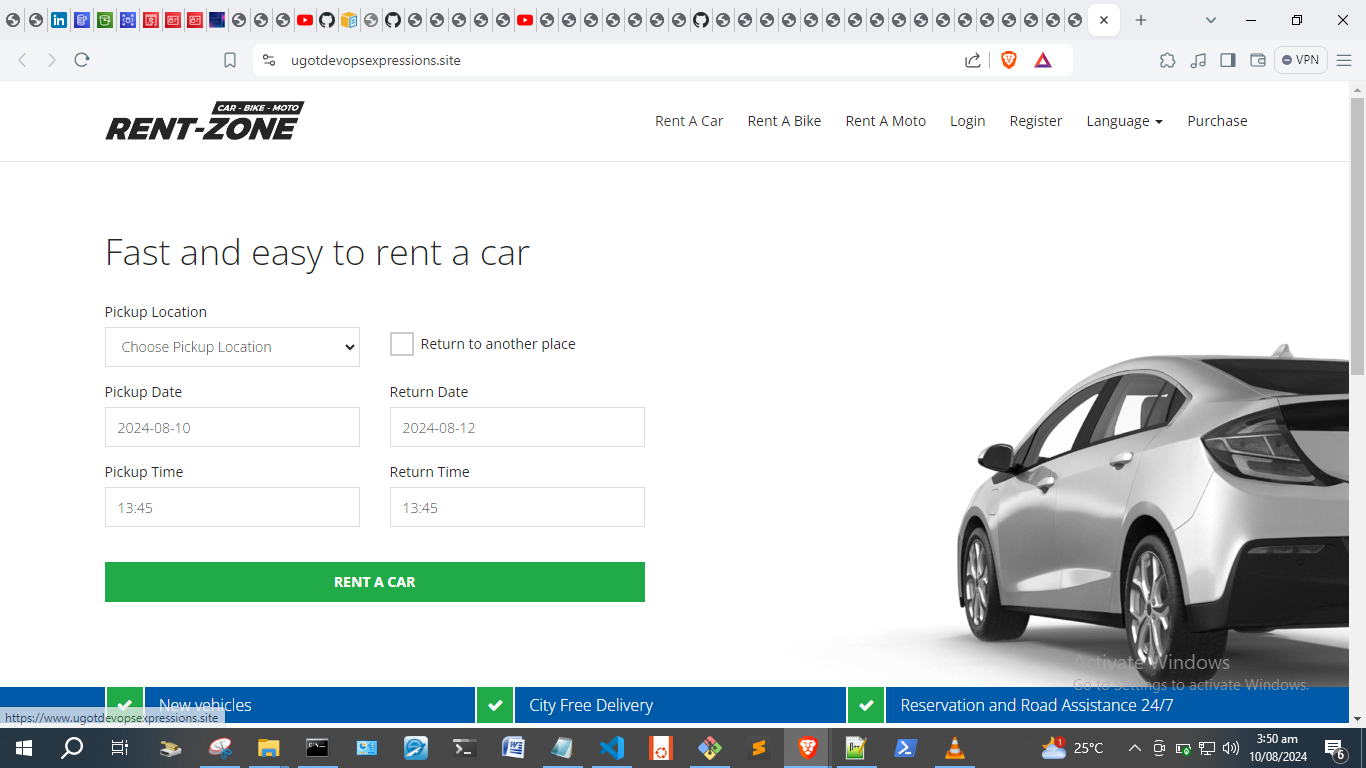 ugotdevopsexpressions.site
VPN
CAR - BIKE - MOTO
RENT-ZONE
Rent A Car Rent A Bike Rent A Moto Login Register Language Purchase
Fast and easy to rent a car
Pickup Location
Choose Pickup Location
Return to another place
Pickup Date Return Date
2024-08-10 2024-08-12
Pickup Time Return Time
13:45 13:45
RENT A CAR
Activate Windows
Go to Settings to activate Windows.
New vehicles City Free Delivery Reservation and Road Assistance 24/7
https://www.ugotdevopsexpressions.site
1
25°C
3:50 am
10/08/2024
6